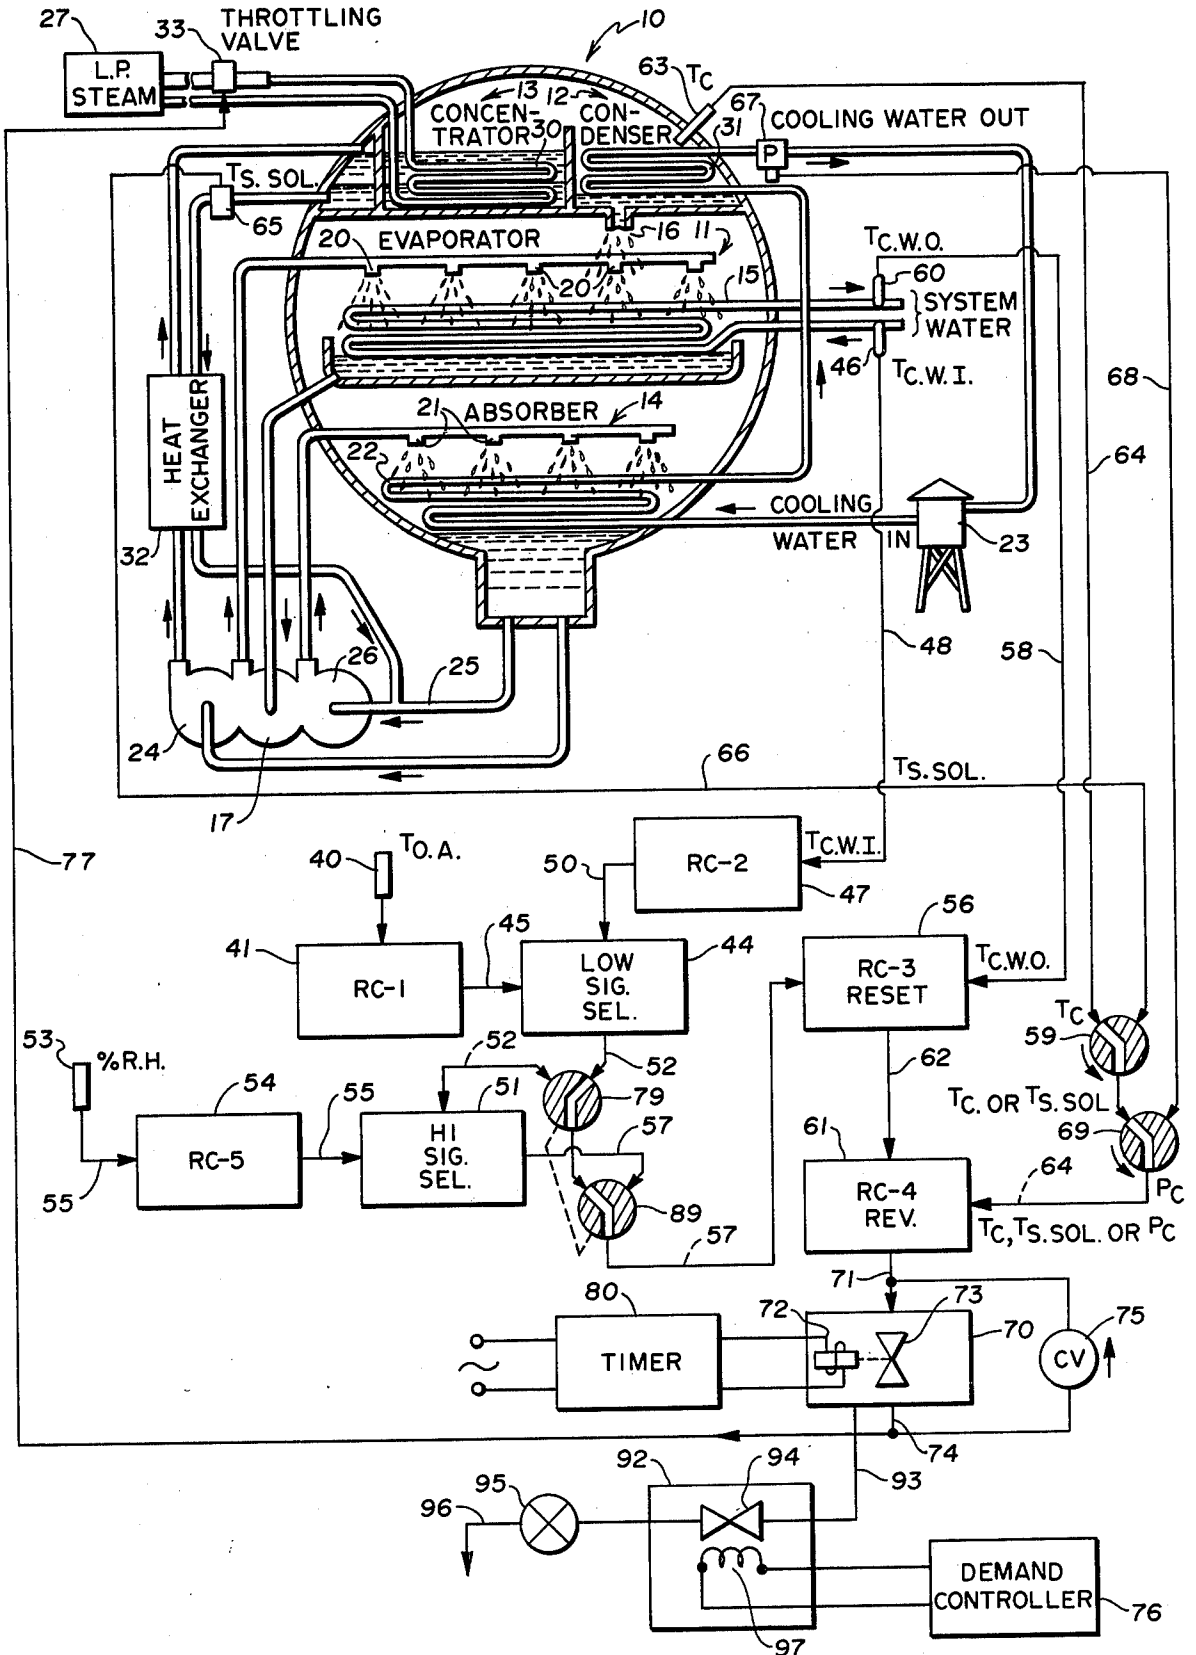 27
33
THROTTLING
VALVE
10
L.P.
STEAM
63
TC
13
12
CONCEN-
TRATOR
CON-
DENSER
30
31
67
P
COOLING WATER OUT
TS. SOL.
65
EVAPORATOR
16
11
20
20
15
TC.W.O.
60
SYSTEM
WATER
46
TC.W.I.
68
HEAT
EXCHANGER
ABSORBER
14
21
22
64
COOLING
WATER IN
23
32
48
58
26
25
24
17
66
TS. SOL.
77
40
TO.A.
50
RC-2
TC.W.I.
47
56
41
RC-1
45
LOW
SIG.
SEL.
44
RC-3
RESET
TC.W.O.
TC
59
53
%R.H.
54
52
52
62
55
51
79
TC. OR TS. SOL
69
RC-5
55
HI
SIG.
SEL.
57
61
RC-4
REV.
64
PC
89
57
TC, TS. SOL. OR PC
71
80
72
73
70
75
TIMER
CV
74
92
94
93
95
96
DEMAND
CONTROLLER
97
76